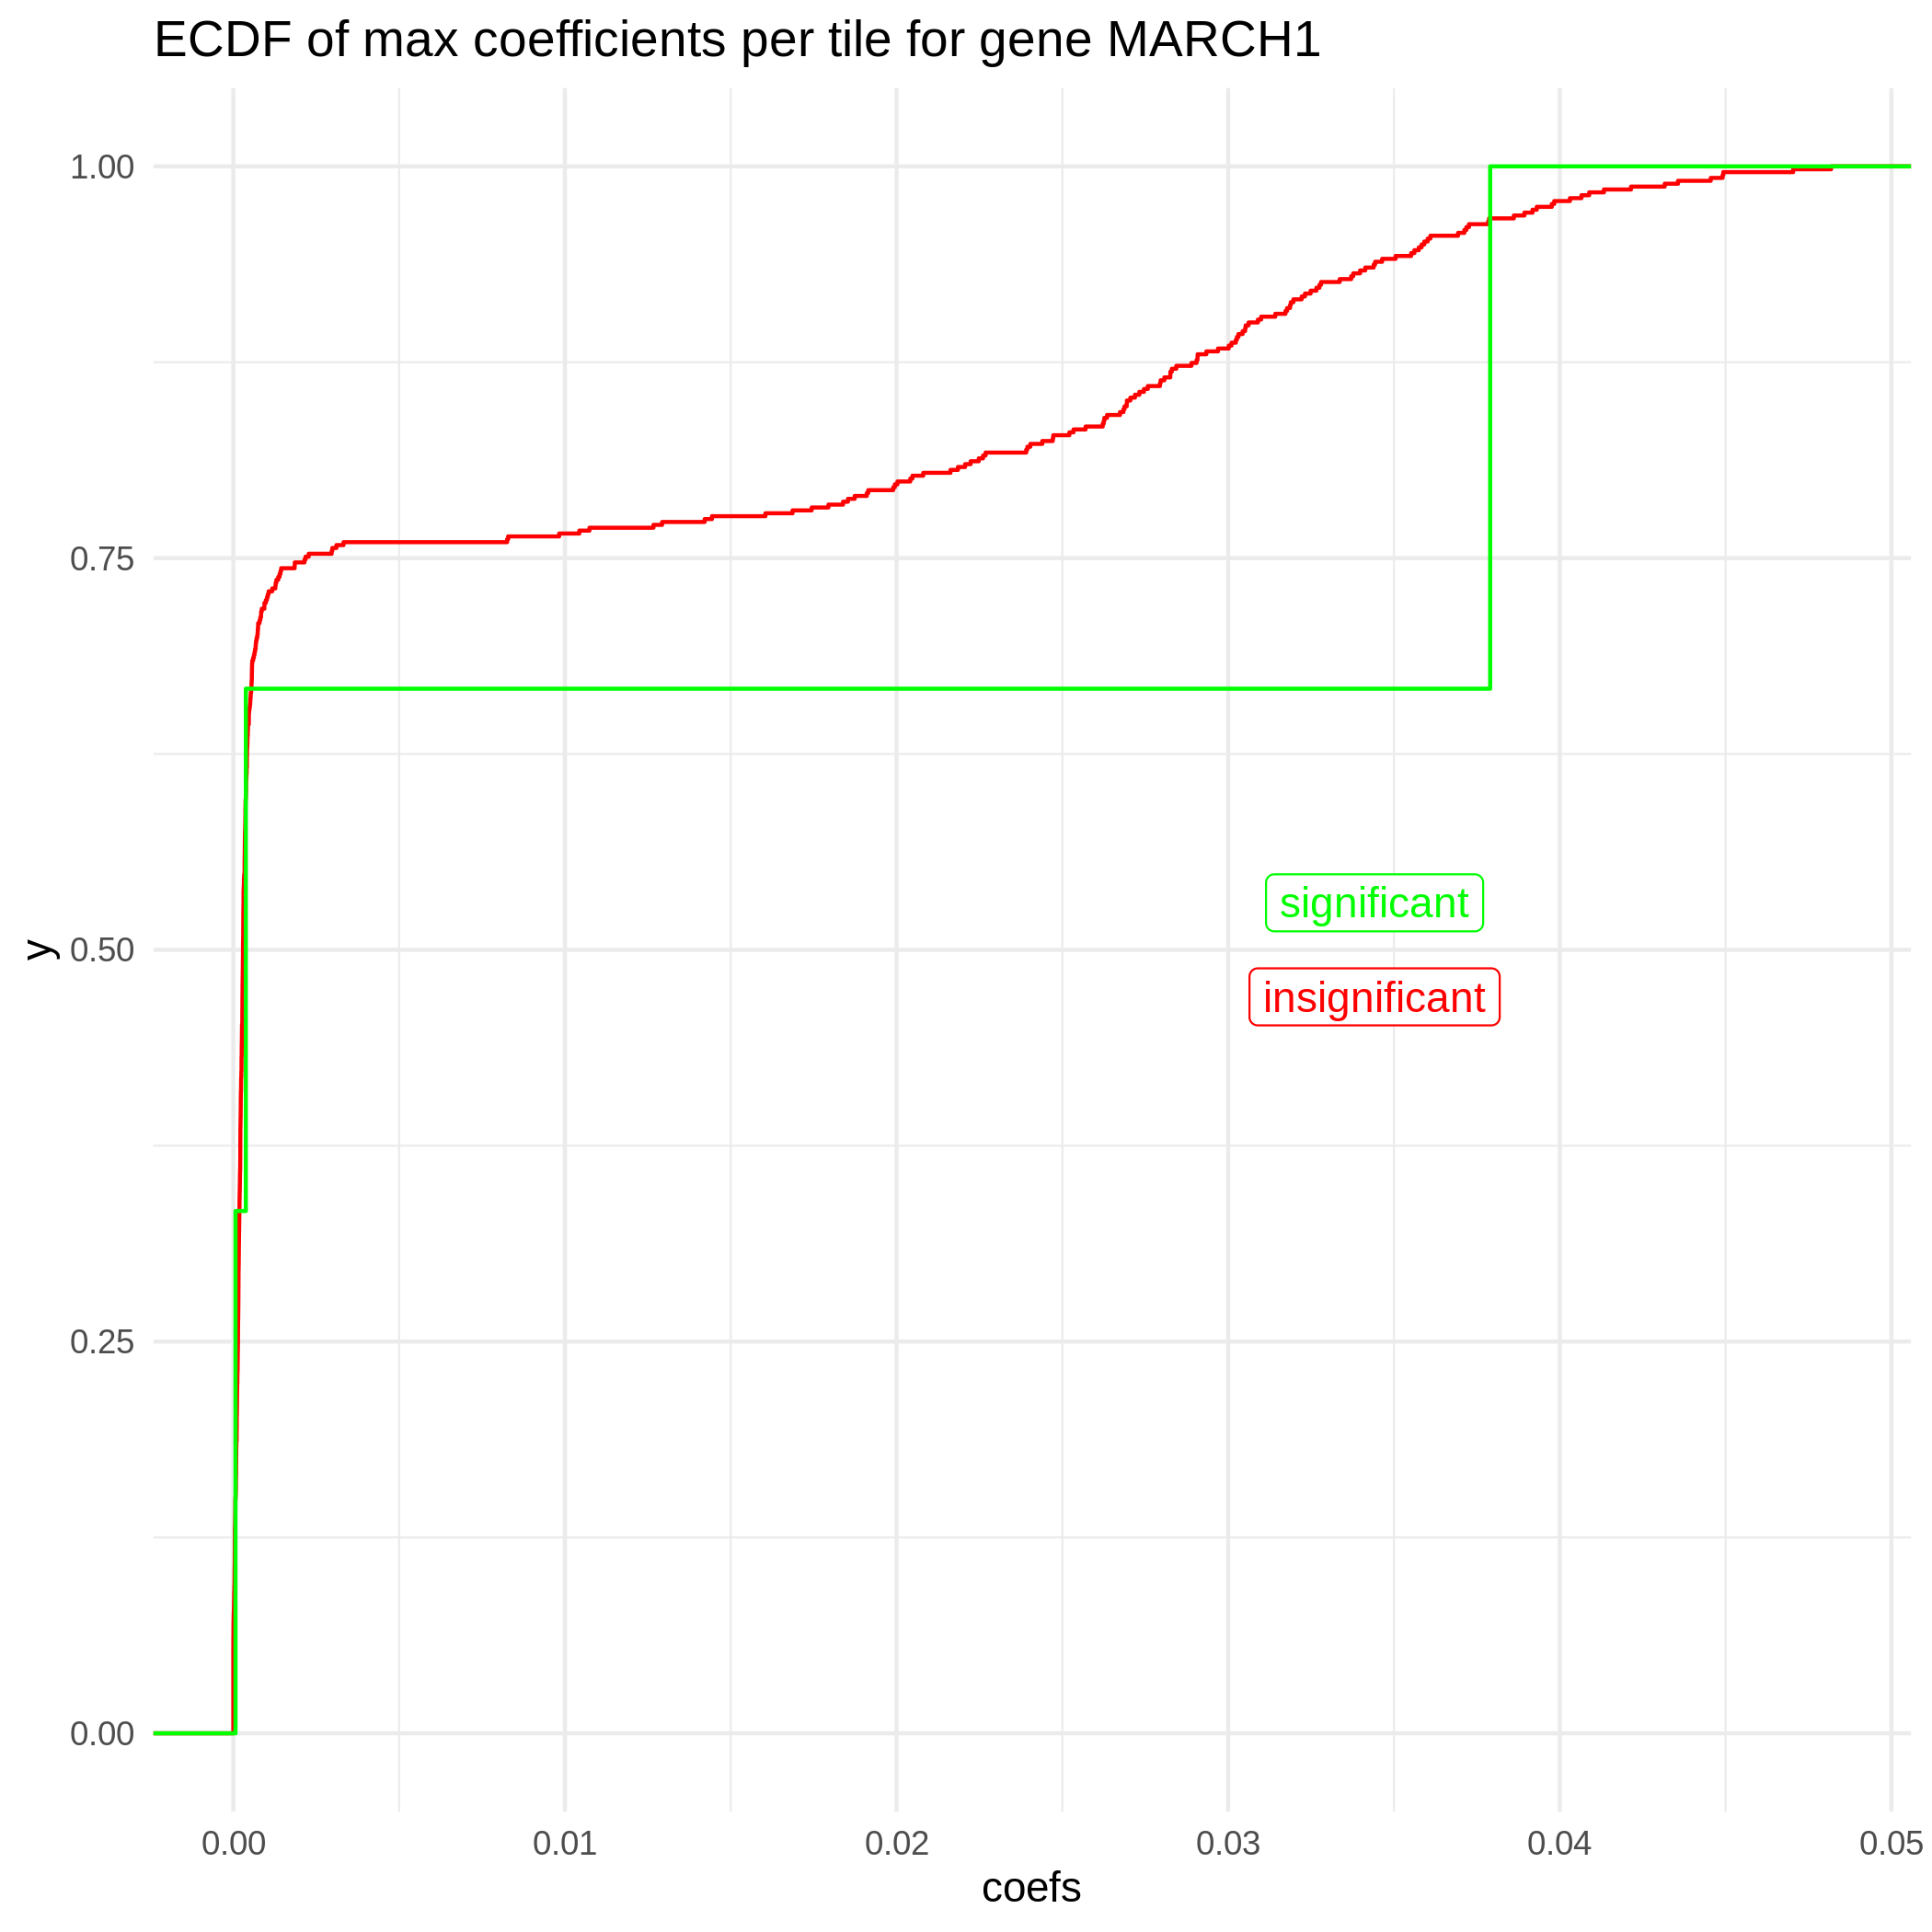 ECDF of max coefficients per tile for gene MARCH1
1.00
0.75
0.50
0.25
0.00
y
significant
insignificant
0.00 0.01 0.02 0.03 0.04 0.05
coefs